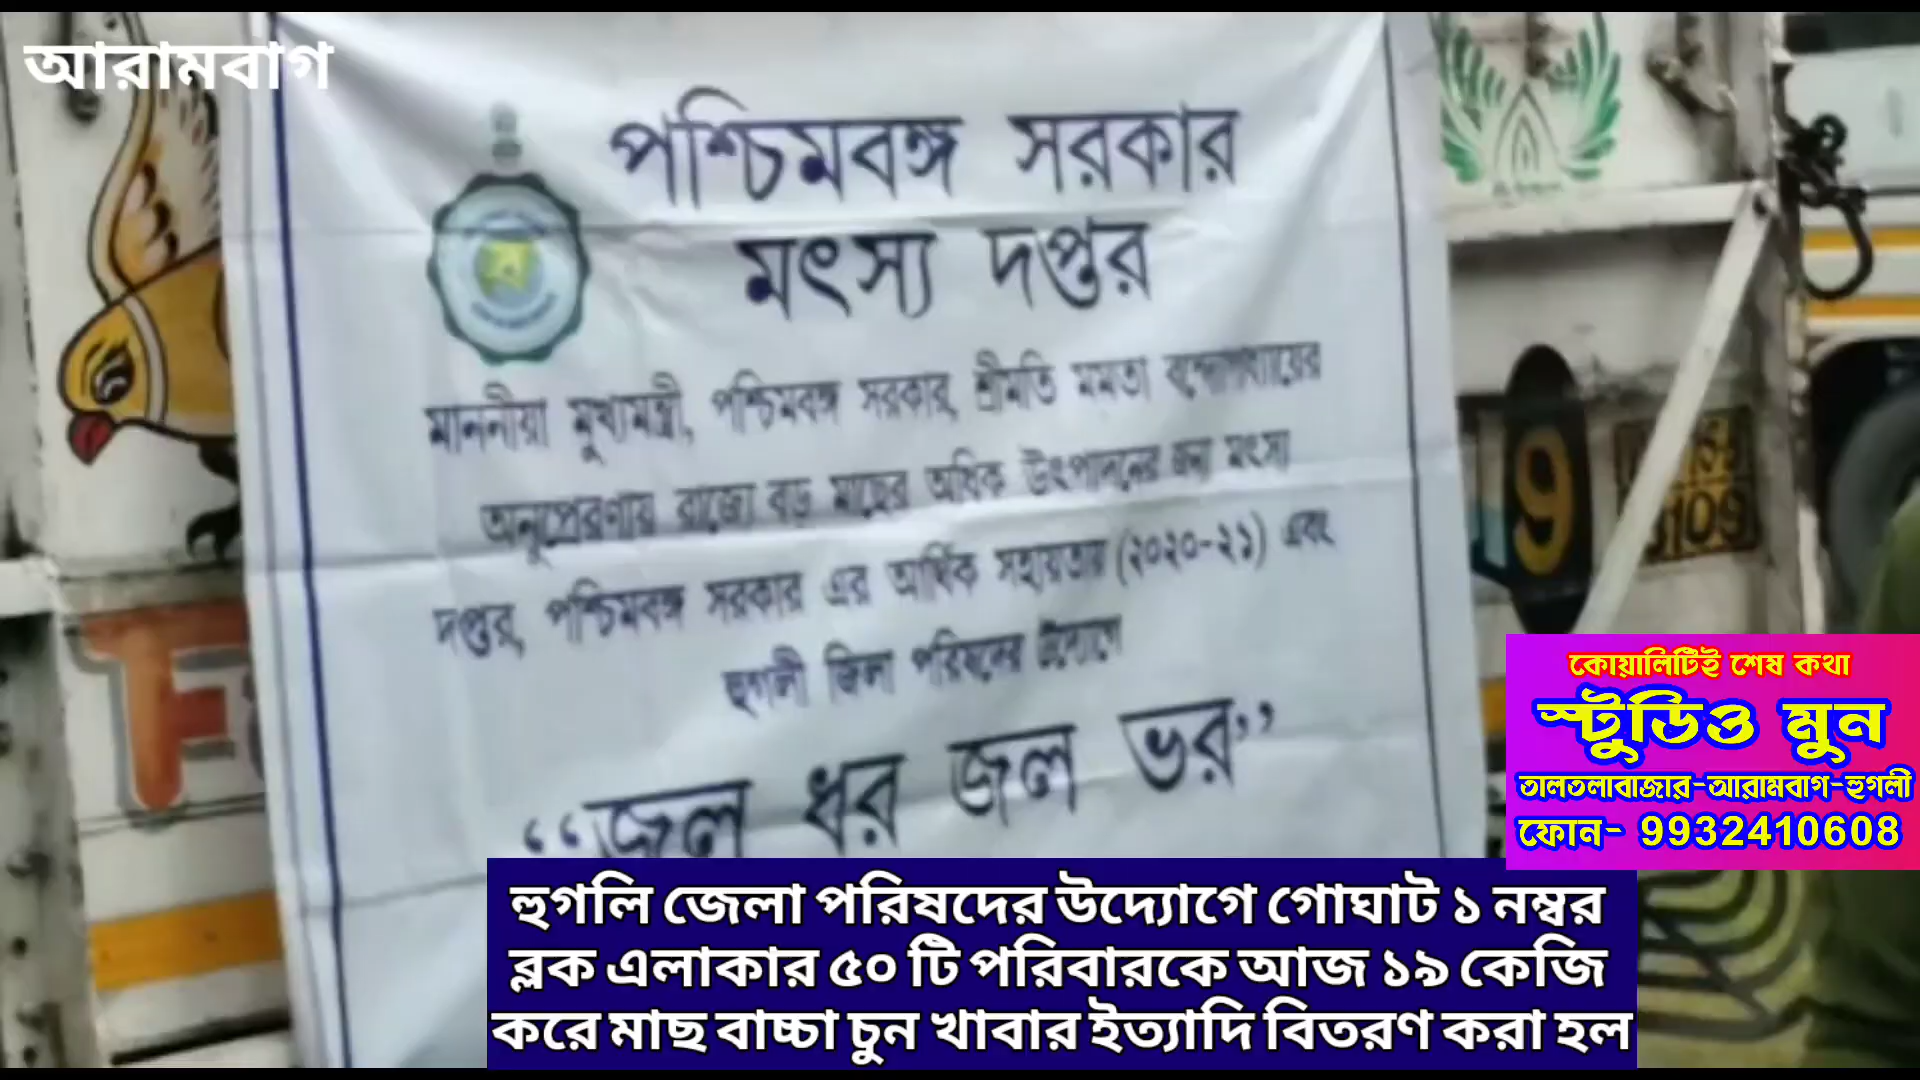 আরামবাগ
পশ্চিমবঙ্গ সরকার
মৎস্য দপ্তর
মাননীয়া মুখ্যমন্ত্রী, পশ্চিমবঙ্গ সরকার, শ্রীমতি মমতা বন্দ্যোপাধ্যায়ের
অনুপ্রেরণায় রাজ্যে বড় মাছের অধিক উৎপাদনের জন্য মৎস্য
দপ্তর, পশ্চিমবঙ্গ সরকার এর আর্থিক সহায়তায় (২০২০-২১) এবং
হুগলী জিলা পরিষদের উদ্যোগে
“জল ধর জল ভর”
9
কোয়ালিটিই শেষ কথা
স্টুডিও মুন
তালতলাবাজার-আরামবাগ-হুগলী
ফোন- 9932410608
হুগলি জেলা পরিষদের উদ্যোগে গোঘাট ১ নম্বর
ব্লক এলাকার ৫০ টি পরিবারকে আজ ১৯ কেজি
করে মাছ বাচ্চা চুন খাবার ইত্যাদি বিতরণ করা হল